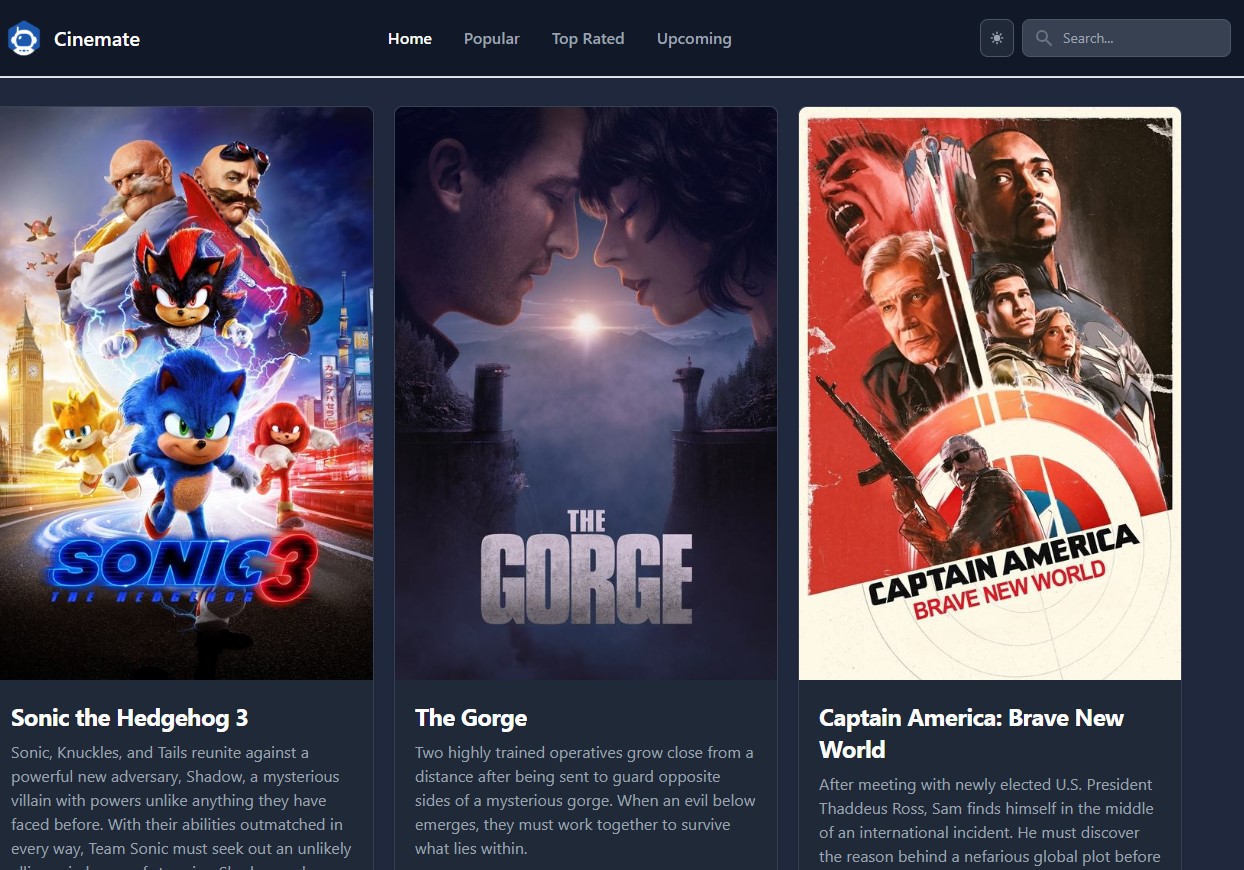 Cinemate
Home
Popular
Top Rated
Upcoming
Search...
SONIC 3
THE HEDGEHOG
THE
GORGE
CAPTAIN AMERICA
BRAVE NEW WORLD
Sonic the Hedgehog 3
Sonic, Knuckles, and Tails reunite against a
powerful new adversary, Shadow, a mysterious
villain with powers unlike anything they have
faced before. With their abilities outmatched in
every way, Team Sonic must seek out an unlikely
The Gorge
Two highly trained operatives grow close from a
distance after being sent to guard opposite
sides of a mysterious gorge. When an evil below
emerges, they must work together to survive
what lies within.
Captain America: Brave New
World
After meeting with newly elected U.S. President
Thaddeus Ross, Sam finds himself in the middle
of an international incident. He must discover
the reason behind a nefarious global plot before